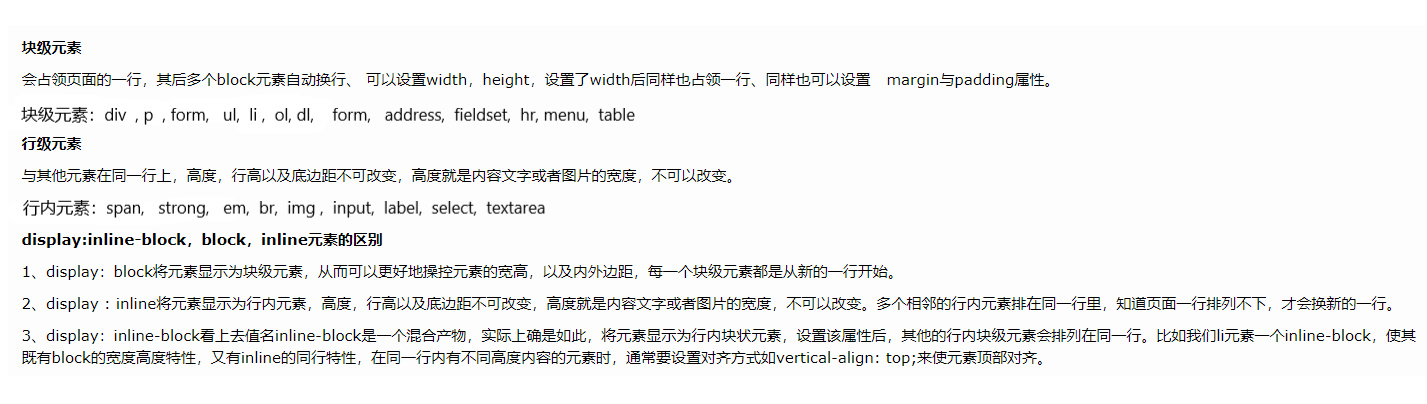 块级元素
会占领页面的一行，其后多个block元素自动换行、 可以设置width，height，设置了width后同样也占领一行、同样也可以设置 margin与padding属性。
块级元素：div , p , form, ul, li , ol, dl, form, address, fieldset, hr, menu, table
行级元素
与其他元素在同一行上，高度，行高以及底边距不可改变，高度就是内容文字或者图片的宽度，不可以改变。
行内元素：span, strong, em, br, img , input, label, select, textarea
display:inline-block，block，inline元素的区别
1、display：block将元素显示为块级元素，从而可以更好地操控元素的宽高，以及内外边距，每一个块级元素都是从新的一行开始。
2、display ：inline将元素显示为行内元素，高度，行高以及底边距不可改变，高度就是内容文字或者图片的宽度，不可以改变。多个相邻的行内元素排在同一行里，知道页面一行排列不下，才会换新的一行。
3、display：inline-block看上去值名inline-block是一个混合产物，实际上确是如此，将元素显示为行内块状元素，设置该属性后，其他的行内块级元素会排列在同一行。比如我们li元素一个inline-block，使其
既有block的宽度高度特性，又有inline的同行特性，在同一行内有不同高度内容的元素时，通常要设置对齐方式如vertical-align: top;来使元素顶部对齐。